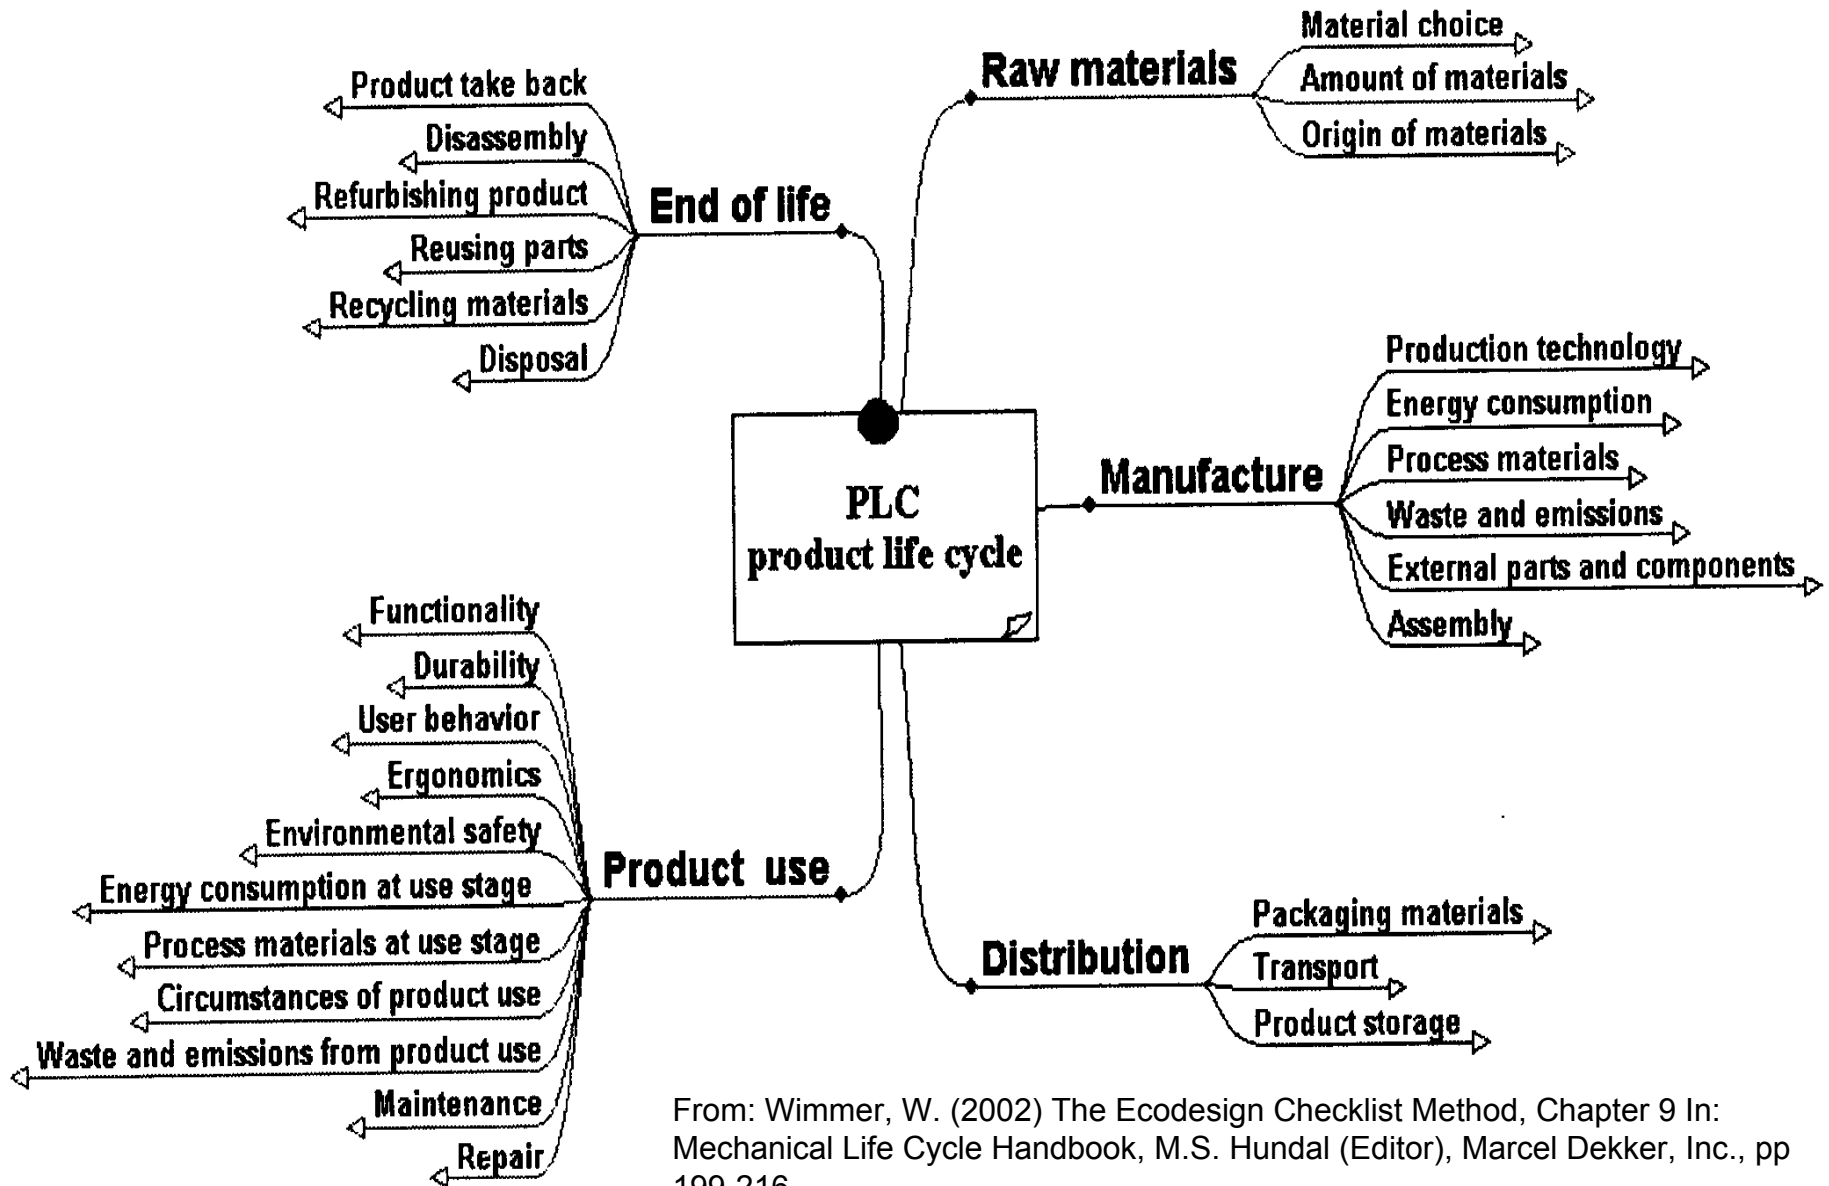 Material choice
Raw materials
Amount of materials
Origin of materials
Product take back
Disassembly
Refurbishing product
End of life
Reusing parts
Recycling materials
Disposal
Production technology
Energy consumption
Process materials
Manufacture
Waste and emissions
External parts and components
Assembly
PLC
product life cycle
Functionality
Durability
User behavior
Ergonomics
Environmental safety
Product use
Energy consumption at use stage
Process materials at use stage
Circumstances of product use
Waste and emissions from product use
Maintenance
Repair
Packaging materials
Distribution
Transport
Product storage
From: Wimmer, W. (2002) The Ecodesign Checklist Method, Chapter 9 In:
Mechanical Life Cycle Handbook, M.S. Hundal (Editor), Marcel Dekker, Inc., pp
199-216